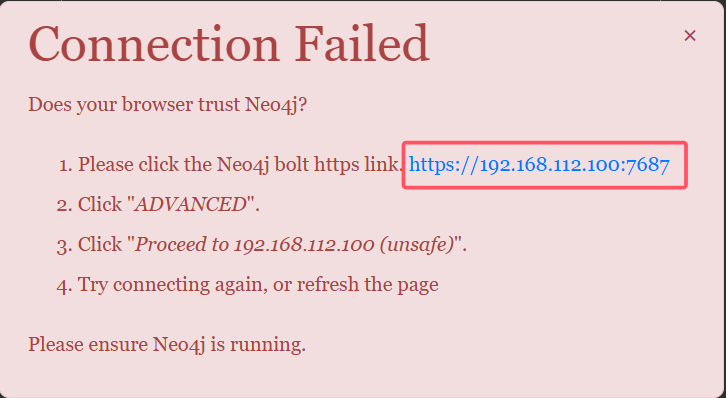 Connection Failed
×
Does your browser trust Neo4j?
1. Please click the Neo4j bolt https link. https://192.168.112.100:7687
2. Click "ADVANCED".
3. Click "Proceed to 192.168.112.100 (unsafe)".
4. Try connecting again, or refresh the page
Please ensure Neo4j is running.